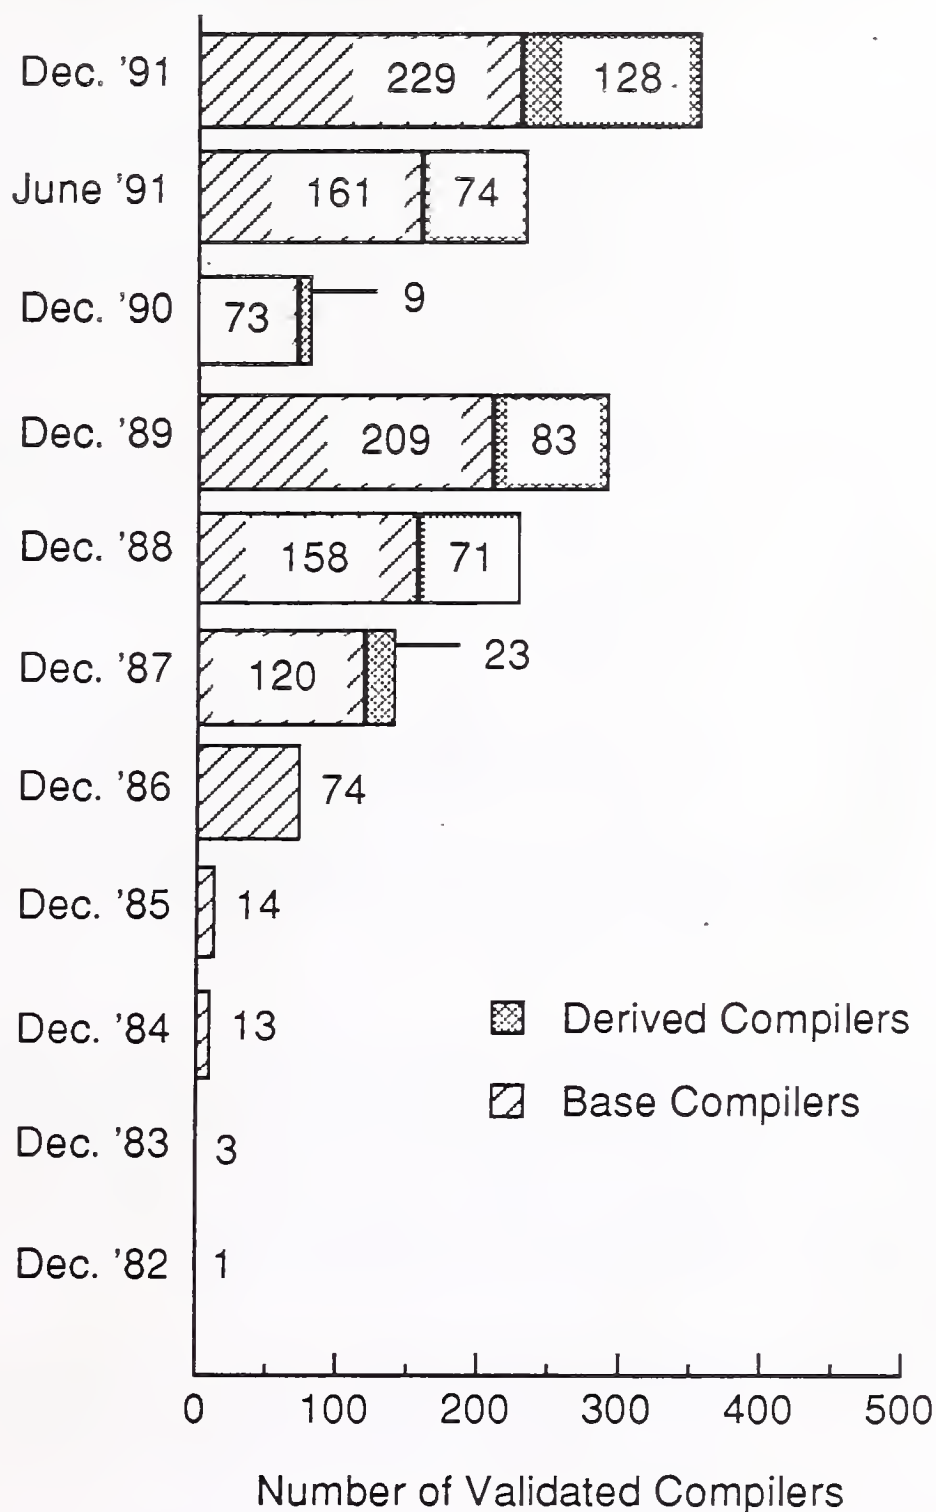 Dec. '91 229 128
June '91 161 74
Dec. '90 73 9
Dec. '89 209 83
Dec. '88 158 71
Dec. '87 120 23
Dec. '86 74
Dec. '85 14
Dec. '84 13
Derived Compilers
Base Compilers
Dec. '83 3
Dec. '82 1
0 100 200 300 400 500
Number of Validated Compilers